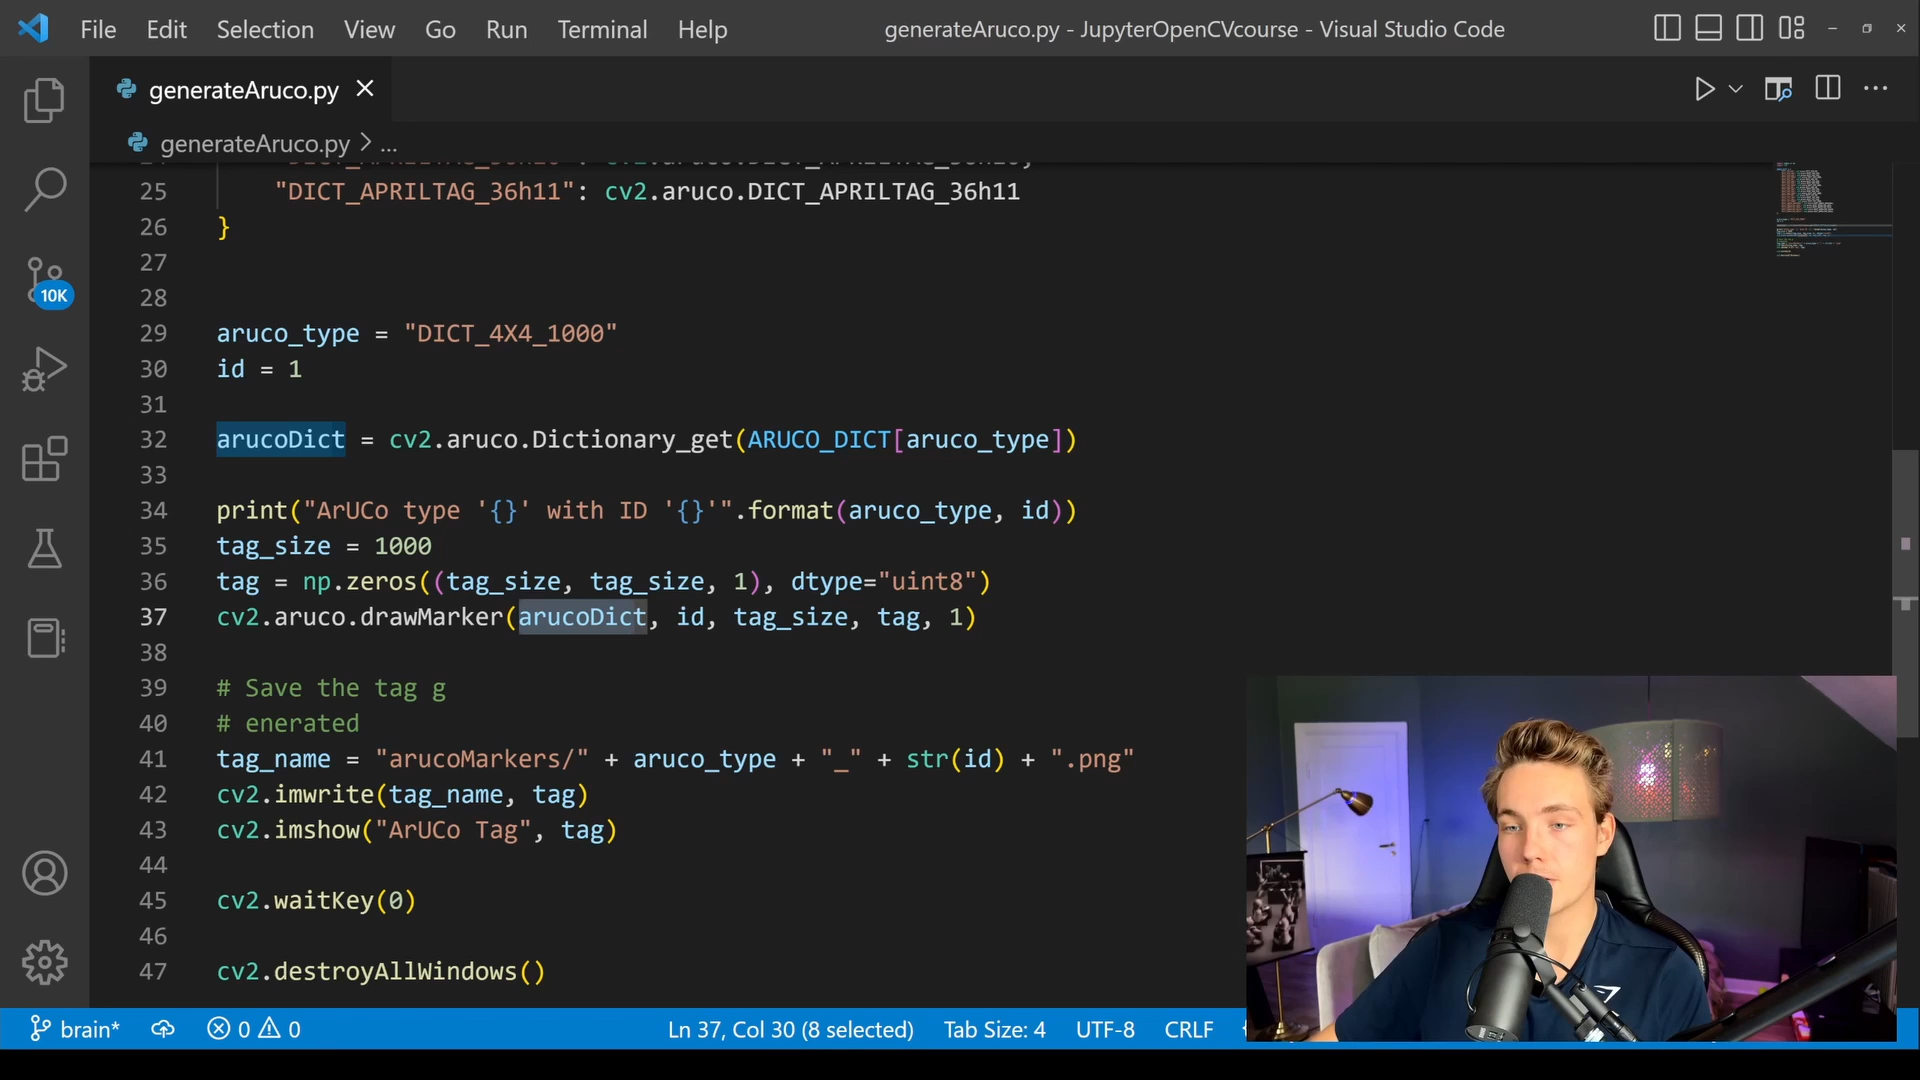 File Edit Selection View Go Run Terminal Help generateAruco.py - JupyterOpenCVcourse - Visual Studio Code
generateAruco.py
generateAruco.py > ...
10K
25 "DICT_APRILTAG_36h11": cv2.aruco.DICT_APRILTAG_36h11
26 }
27
28
29 aruco_type = "DICT_4X4_1000"
30 id = 1
31
32 arucoDict = cv2.aruco.Dictionary_get(ARUCO_DICT[aruco_type])
33
34 print("ArUCo type '{}' with ID '{}'".format(aruco_type, id))
35 tag_size = 1000
36 tag = np.zeros((tag_size, tag_size, 1), dtype="uint8")
37 cv2.aruco.drawMarker(arucoDict, id, tag_size, tag, 1)
38
39 # Save the tag g
40 # enerated
41 tag_name = "arucoMarkers/" + aruco_type + "_" + str(id) + ".png"
42 cv2.imwrite(tag_name, tag)
43 cv2.imshow("ArUCo Tag", tag)
44
45 cv2.waitKey(0)
46
47 cv2.destroyAllWindows()
brain* 0 0 Ln 37, Col 30 (8 selected) Tab Size: 4 UTF-8 CRLF